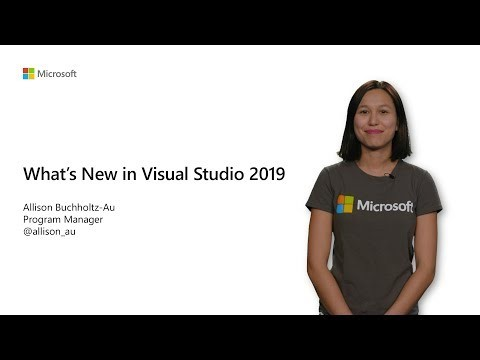 Microsoft
What's New in Visual Studio 2019
Allison Buchholtz-Au
Program Manager
@allison_au
Microsoft